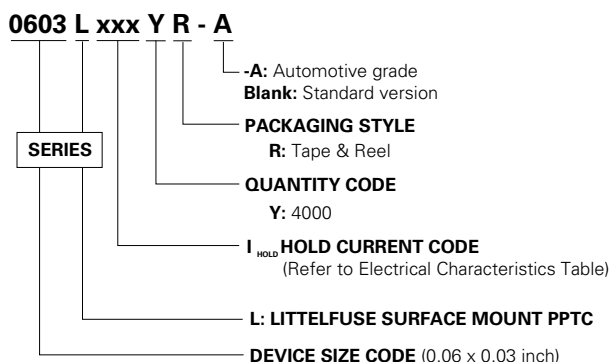 0603 L xxx Y R - A
-A: Automotive grade
Blank: Standard version
PACKAGING STYLE
R: Tape & Reel
SERIES
QUANTITY CODE
Y: 4000
I HOLD HOLD CURRENT CODE
(Refer to Electrical Characteristics Table)
L: LITTELFUSE SURFACE MOUNT PPTC
DEVICE SIZE CODE (0.06 x 0.03 inch)